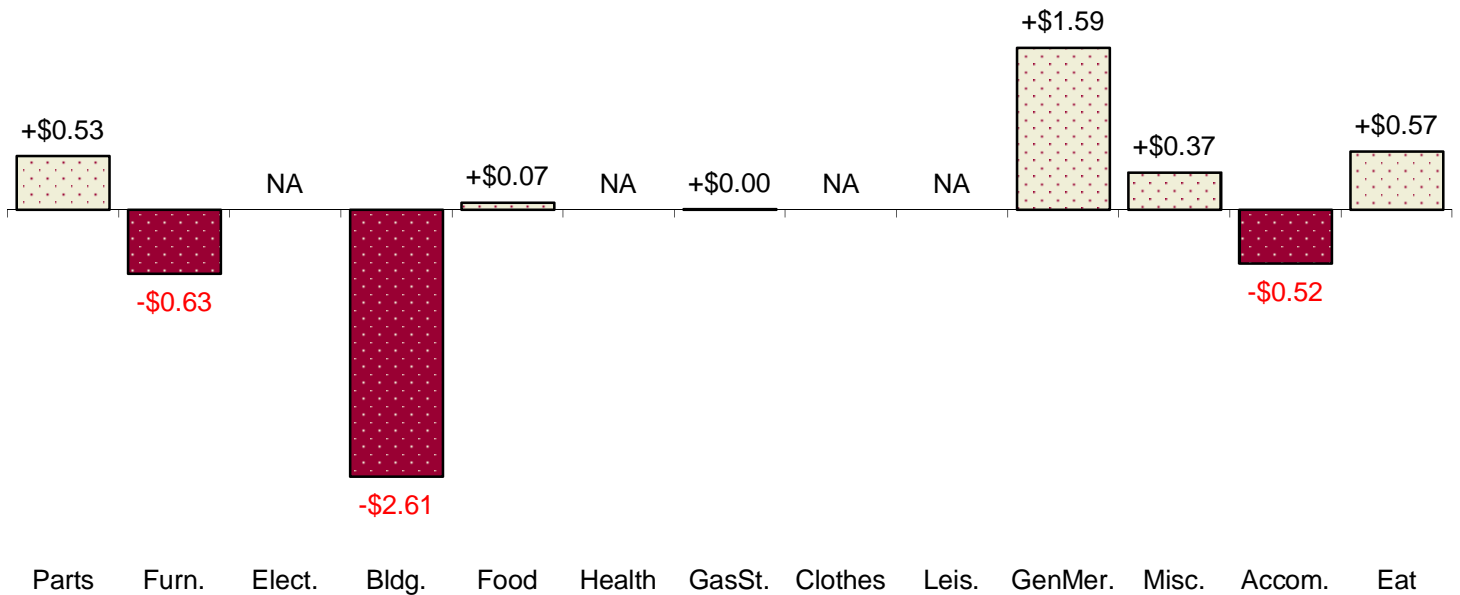 +$1.59
+$0.53
+$0.37
+$0.57
NA
+$0.07
NA
+$0.00
NA
NA
-$0.63
-$0.52
-$2.61
Parts Furn. Elect. Bldg. Food Health GasSt. Clothes Leis. GenMer. Misc. Accom. Eat